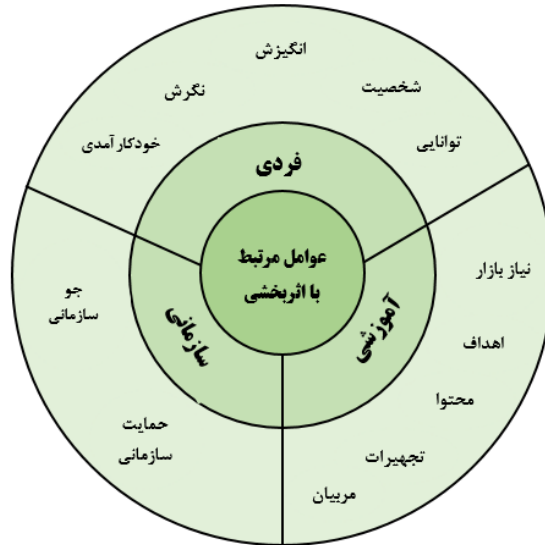 عوامل مرتبط
با اثربخشی
فردی
انگیزش
شخصیت
نگرش
توانایی
خودکارآمدی
آموزشی
نیاز بازار
اهداف
محتوا
تجهیزات
مربیان
سازمانی
جو
سازمانی
حمایت
سازمانی